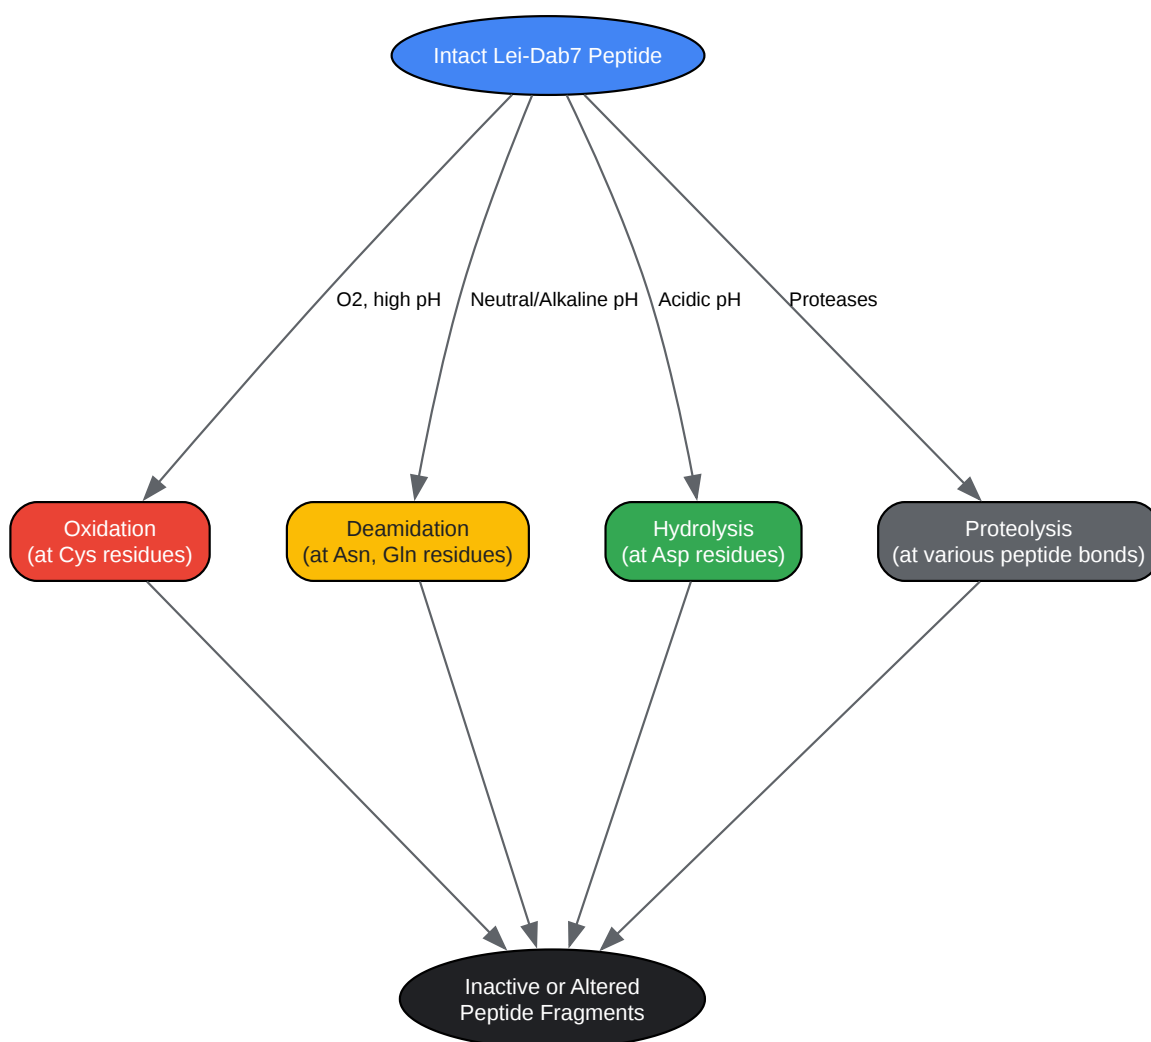 Intact Lei-Dab7 Peptide
O2, high pH
Neutral/Alkaline pH
Acidic pH
Proteases
Oxidation
(at Cys residues)
Deamidation
(at Asn, Gln residues)
Hydrolysis
(at Asp residues)
Proteolysis
(at various peptide bonds)
Inactive or Altered
Peptide Fragments